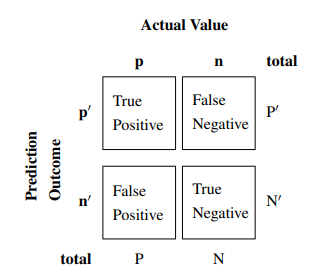 Actual Value
p n total
p′ True Positive False Negative P′
Prediction Outcome
n′ False Positive True Negative N′
total P N